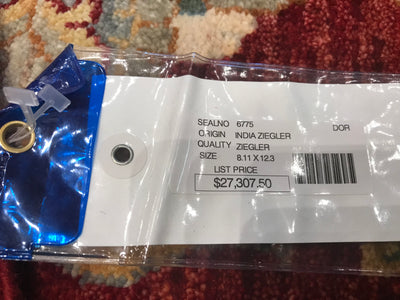 SEALNO 6775
ORIGIN INDIA ZIEGLER DOR
QUALITY ZIEGLER
SIZE 8.11 X 12.3
LIST PRICE
$27,307.50